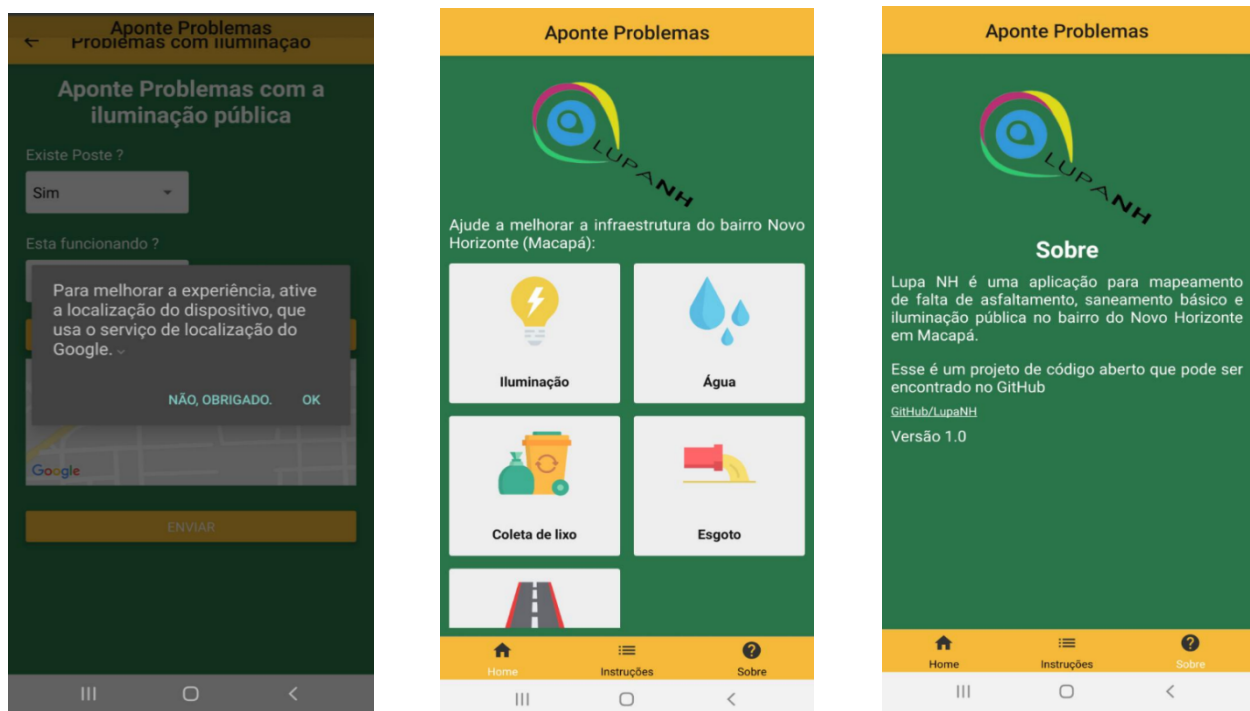 Aponte Problemas
Problemas com iluminação
Aponte Problemas com a
iluminação pública
Existe Poste ?
Sim
Esta funcionando ?
Para melhorar a experiência, ative
a localização do dispositivo, que
usa o serviço de localização do
Google.
NÃO, OBRIGADO. OK
Google
ENVIAR
Aponte Problemas
LUPANH
Ajude a melhorar a infraestrutura do bairro Novo
Horizonte (Macapá):
Iluminação
Água
Coleta de lixo
Esgoto
Home
Instruções
Sobre
Aponte Problemas
LUPANH
Sobre
Lupa NH é uma aplicação para mapeamento
de falta de asfaltamento, saneamento básico e
iluminação pública no bairro do Novo Horizonte
em Macapá.
Esse é um projeto de código aberto que pode ser
encontrado no GitHub
GitHub/LupaNH
Versão 1.0
Home
Instruções
Sobre